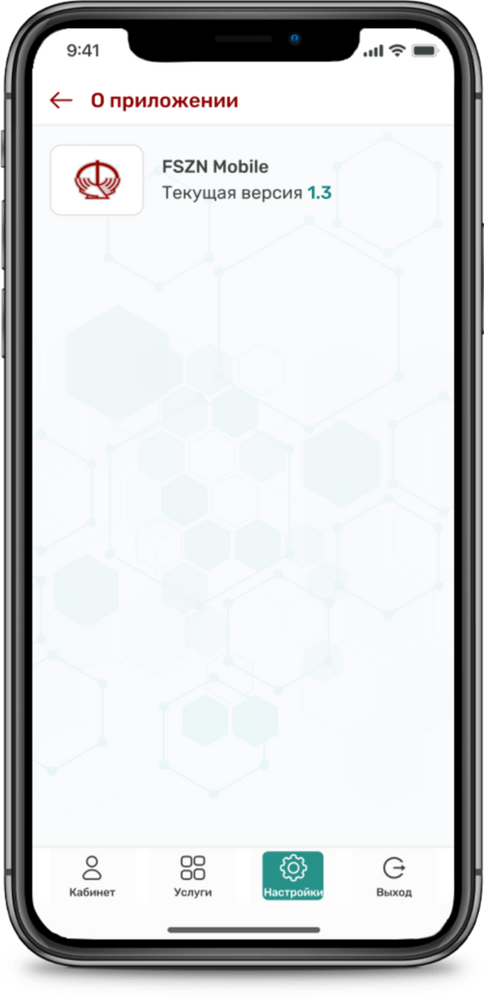 9:41
О приложении
FSZN Mobile
Текущая версия 1.3
Кабинет
Услуги
Настройки
Выход